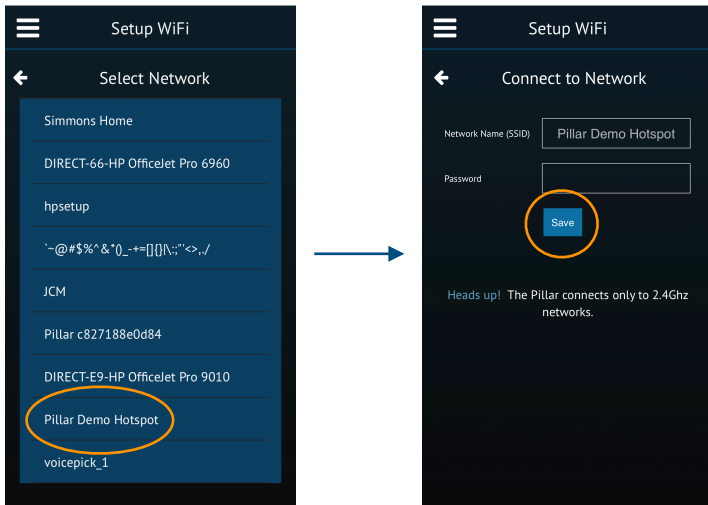 Setup WiFi
Select Network
Simmons Home
DIRECT-66-HP OfficeJet Pro 6960
hpsetup
`~@#$%^&*()_-+=[]{}|\:;"'<>,./
JCM
Pillar c827188e0d84
DIRECT-E9-HP OfficeJet Pro 9010
Pillar Demo Hotspot
voicepick_1
Setup WiFi
Connect to Network
Network Name (SSID) Pillar Demo Hotspot
Password
Save
Heads up! The Pillar connects only to 2.4Ghz
networks.